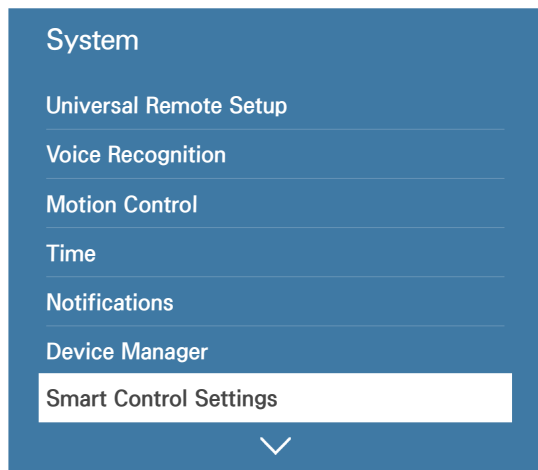 System
Universal Remote Setup
Voice Recognition
Motion Control
Time
Notifications
Device Manager
Smart Control Settings